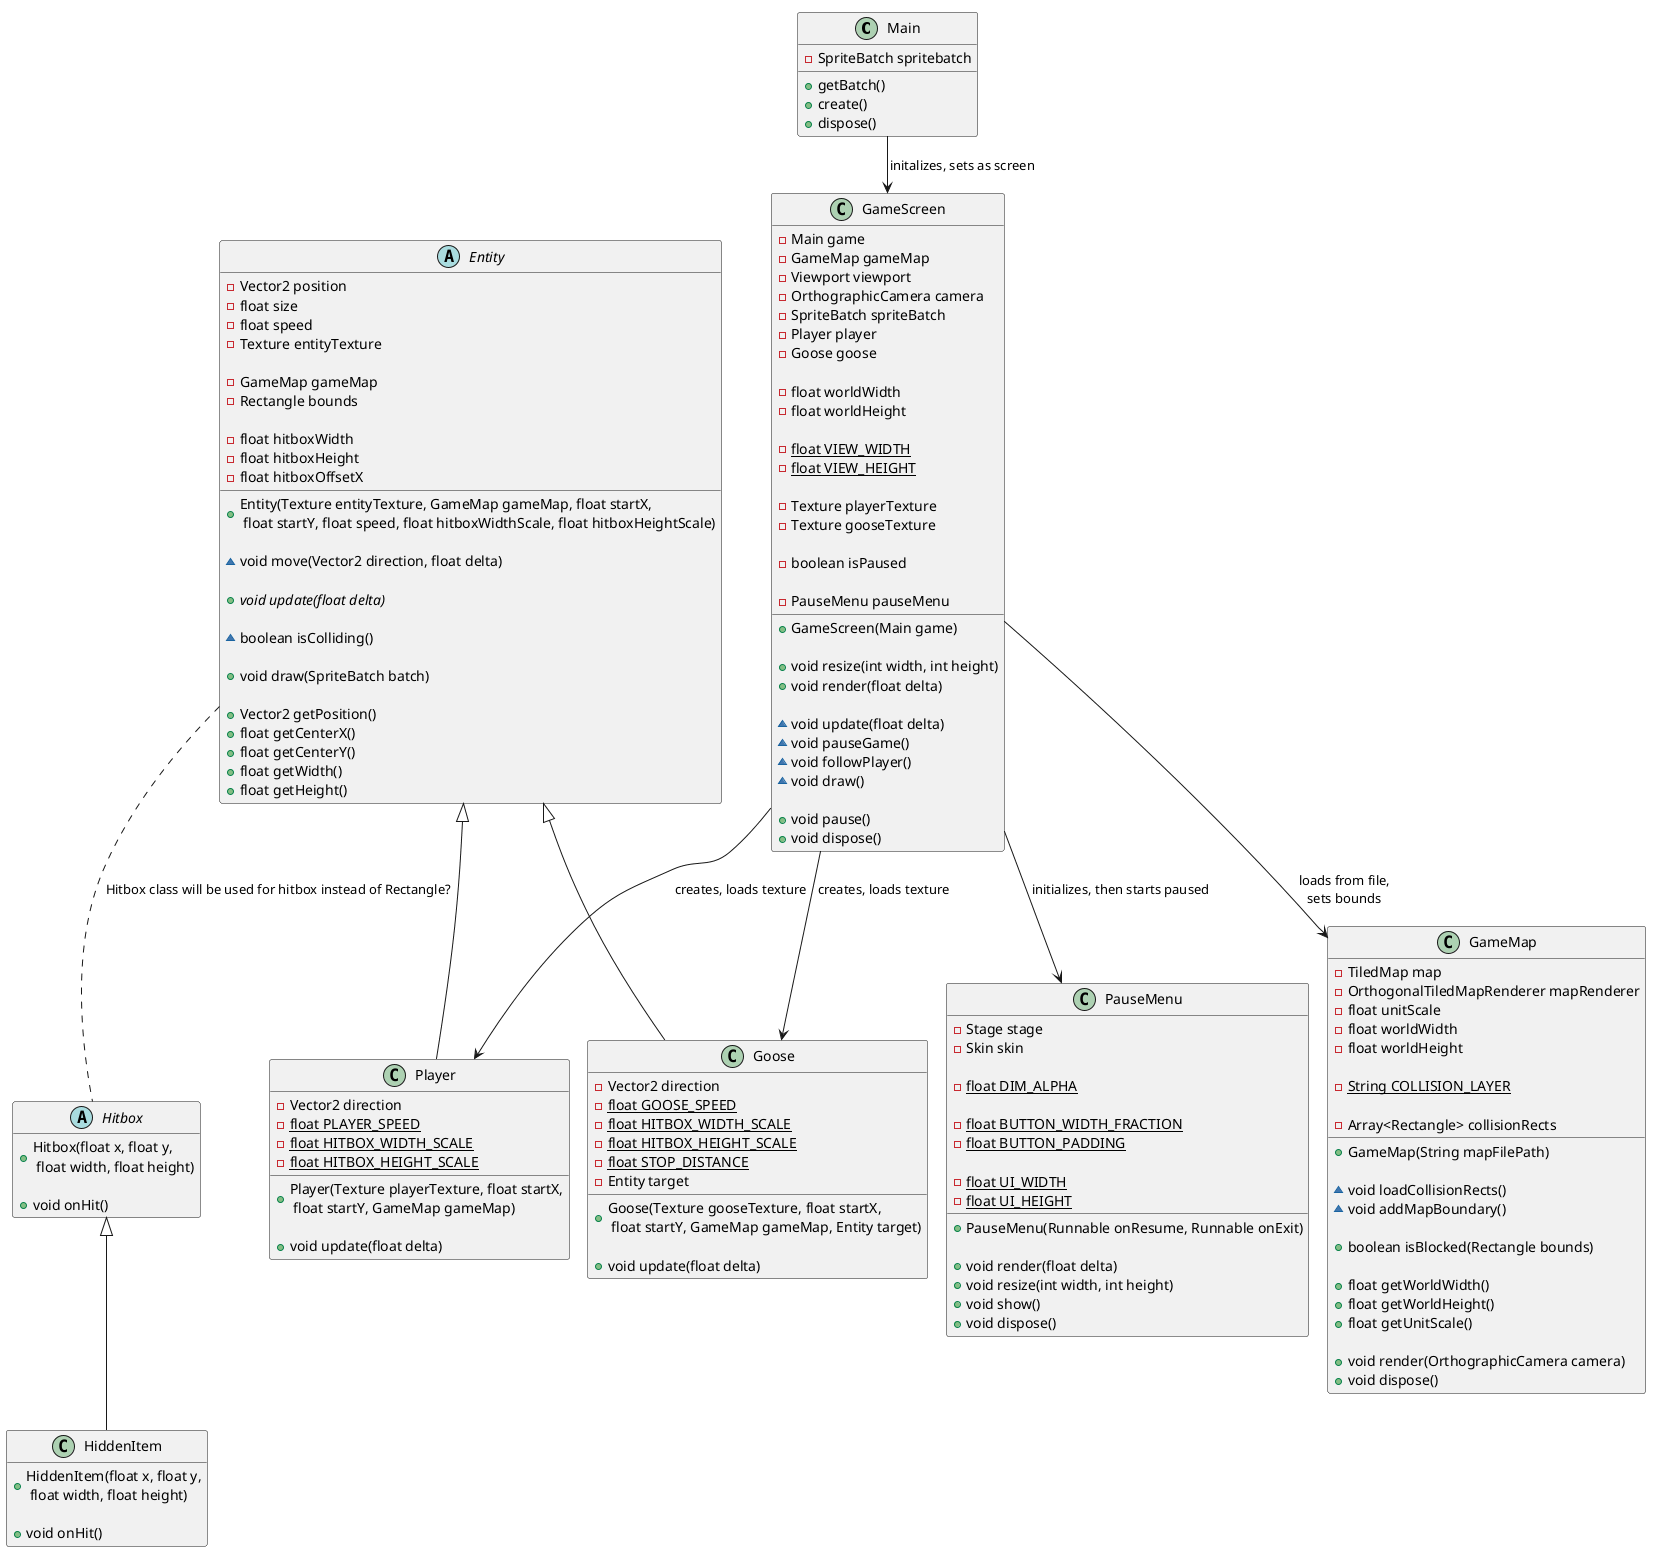 C Main
SpriteBatch spritebatch
getBatch()
create()
dispose()
initalizes, sets as screen
A Entity
Vector2 position
float size
float speed
Texture entityTexture
GameMap gameMap
Rectangle bounds
float hitboxWidth
float hitboxHeight
float hitboxOffsetX
Entity(Texture entityTexture, GameMap gameMap, float startX,
float startY, float speed, float hitboxWidthScale, float hitboxHeightScale)
void move(Vector2 direction, float delta)
void update(float delta)
boolean isColliding()
void draw(SpriteBatch batch)
Vector2 getPosition()
float getCenterX()
float getCenterY()
float getWidth()
float getHeight()
C GameScreen
Main game
GameMap gameMap
Viewport viewport
OrthographicCamera camera
SpriteBatch spriteBatch
Player player
Goose goose
float worldWidth
float worldHeight
float VIEW_WIDTH
float VIEW_HEIGHT
Texture playerTexture
Texture gooseTexture
boolean isPaused
PauseMenu pauseMenu
GameScreen(Main game)
void resize(int width, int height)
void render(float delta)
void update(float delta)
void pauseGame()
void followPlayer()
void draw()
void pause()
void dispose()
Hitbox class will be used for hitbox instead of Rectangle?
creates, loads texture
creates, loads texture
initializes, then starts paused
loads from file,
sets bounds
A Hitbox
Hitbox(float x, float y,
float width, float height)
void onHit()
C Player
Vector2 direction
float PLAYER_SPEED
float HITBOX_WIDTH_SCALE
float HITBOX_HEIGHT_SCALE
Player(Texture playerTexture, float startX,
float startY, GameMap gameMap)
void update(float delta)
C Goose
Vector2 direction
float GOOSE_SPEED
float HITBOX_WIDTH_SCALE
float HITBOX_HEIGHT_SCALE
float STOP_DISTANCE
Entity target
Goose(Texture gooseTexture, float startX,
float startY, GameMap gameMap, Entity target)
void update(float delta)
C PauseMenu
Stage stage
Skin skin
float DIM_ALPHA
float BUTTON_WIDTH_FRACTION
float BUTTON_PADDING
float UI_WIDTH
float UI_HEIGHT
PauseMenu(Runnable onResume, Runnable onExit)
void render(float delta)
void resize(int width, int height)
void show()
void dispose()
C GameMap
TiledMap map
OrthogonalTiledMapRenderer mapRenderer
float unitScale
float worldWidth
float worldHeight
String COLLISION_LAYER
Array<Rectangle> collisionRects
GameMap(String mapFilePath)
void loadCollisionRects()
void addMapBoundary()
boolean isBlocked(Rectangle bounds)
float getWorldWidth()
float getWorldHeight()
float getUnitScale()
void render(OrthographicCamera camera)
void dispose()
C HiddenItem
HiddenItem(float x, float y,
float width, float height)
void onHit()